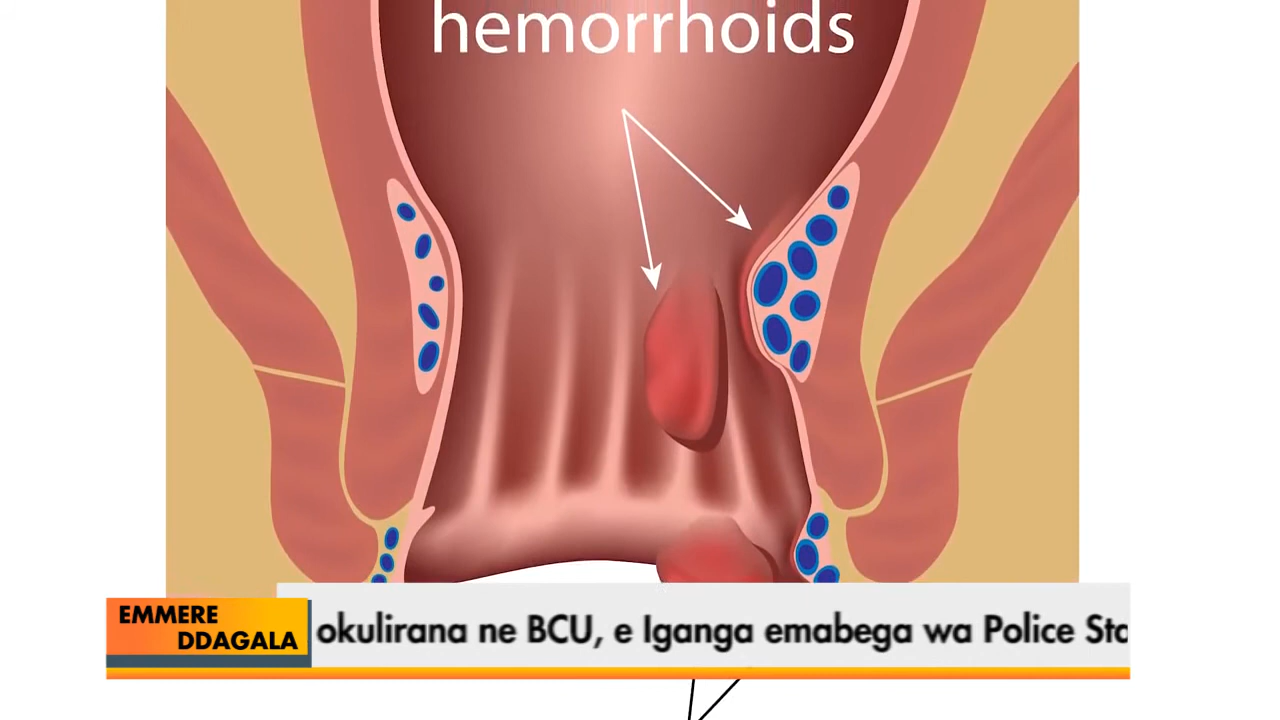 hemorrhoids
EMMERE
DDAGALA
okulirana ne BCU, e Iganga emabega wa Police